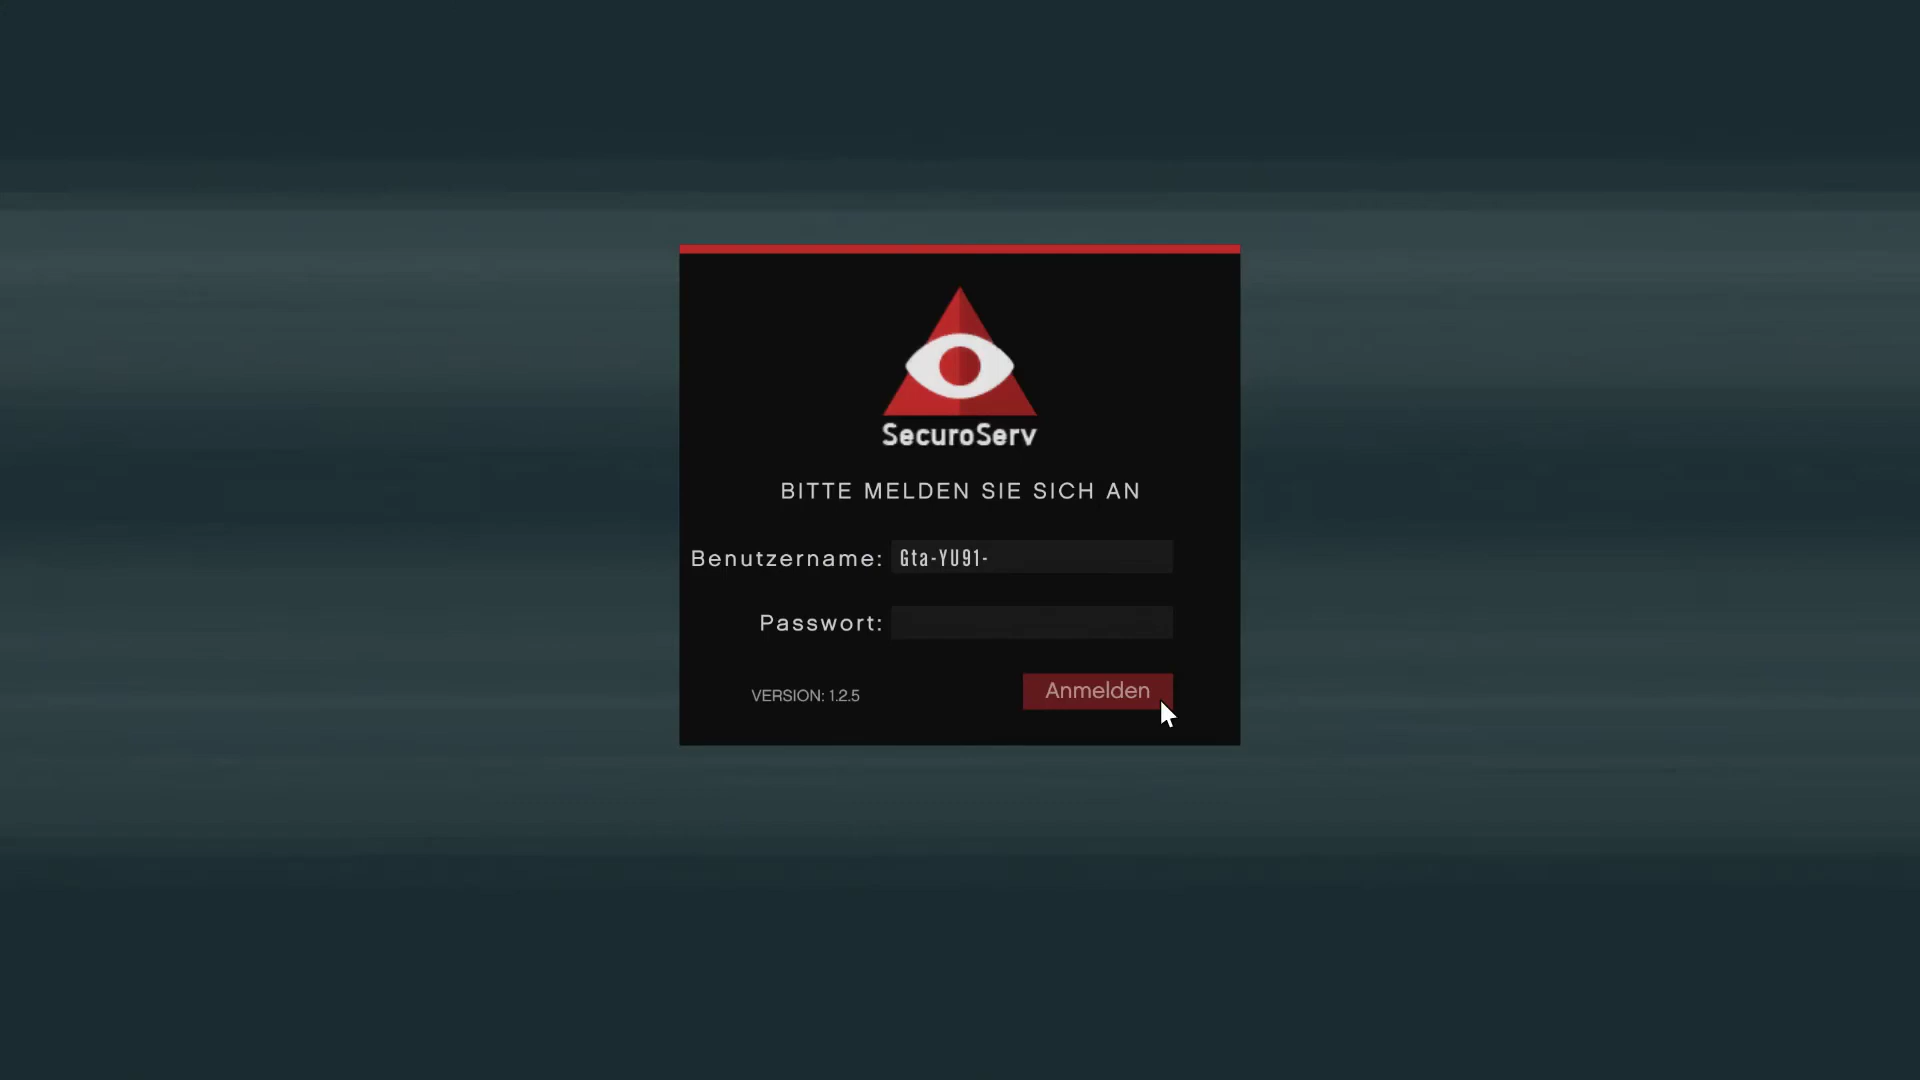 SecuroServ
BITTE MELDEN SIE SICH AN
Benutzername: Gta-YU91-
Passwort:
VERSION: 1.2.5 Anmelden